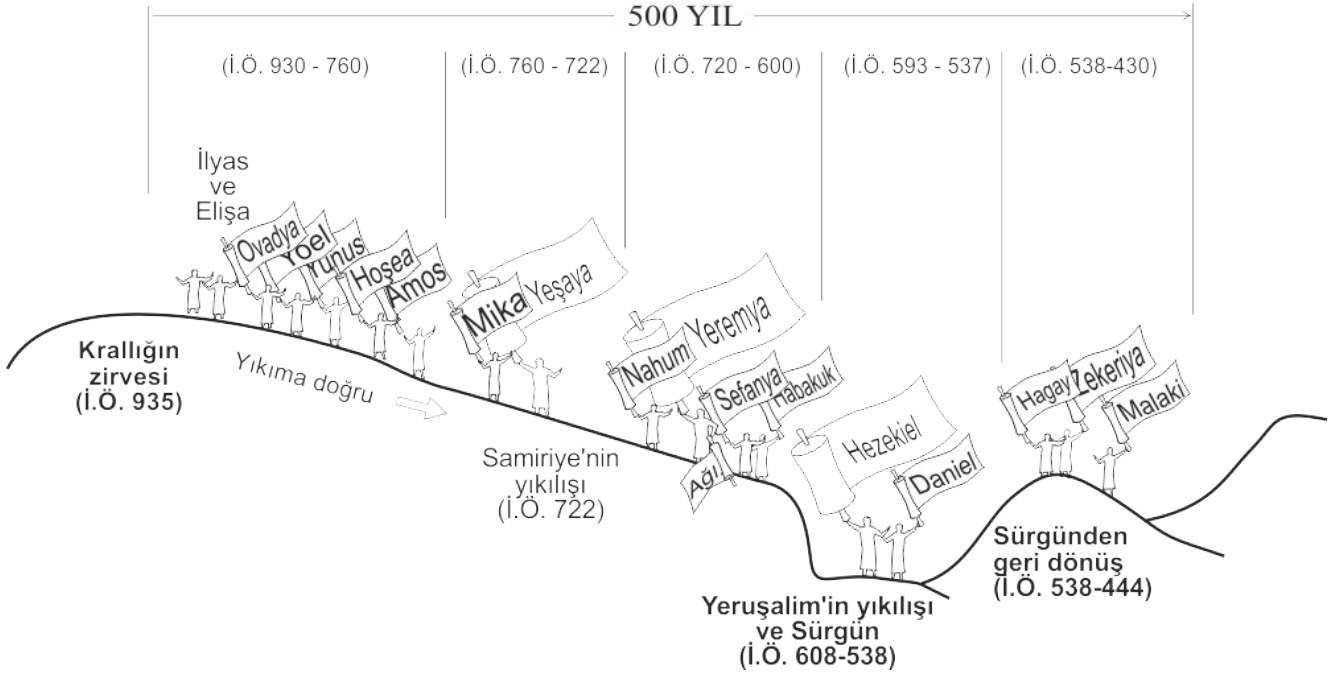 500 YIL
(İ.Ö. 930 - 760)
(İ.Ö. 760 - 722)
(İ.Ö. 720 - 600)
(İ.Ö. 593 - 537)
(İ.Ö. 538-430)
İlyas
ve
Elişa
Ovadya
Yoel
Yunus
Hoşea
Amos
Mika
Yeşaya
Nahum
Yeremya
Sefanya
Habakuk
Ağı
Hezekiel
Daniel
Hagay
Zekeriya
Malaki
Krallığın
zirvesi
(İ.Ö. 935)
Yıkıma doğru
Samiriye'nin
yıkılışı
(İ.Ö. 722)
Yeruşalim'in yıkılışı
ve Sürgün
(İ.Ö. 608-538)
Sürgünden
geri dönüş
(İ.Ö. 538-444)